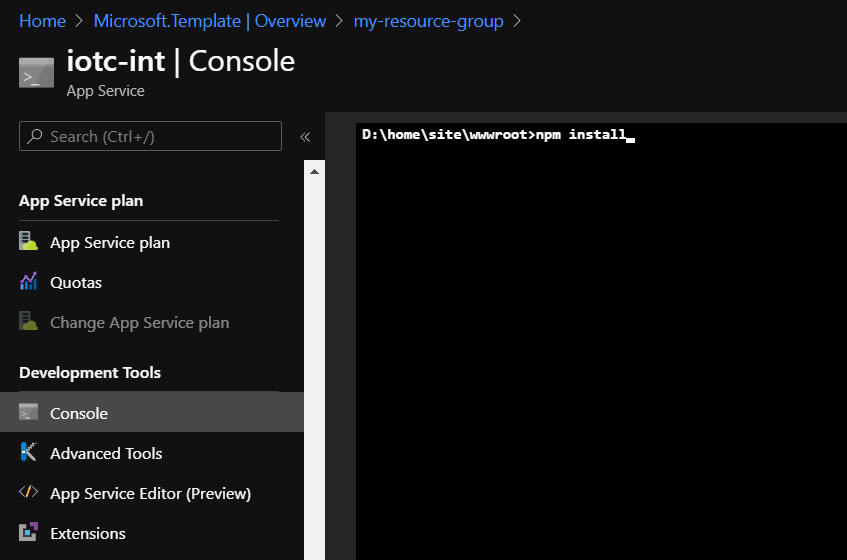 Home > Microsoft.Template | Overview > my-resource-group >
iotc-int | Console
App Service
Search (Ctrl+/)
«
D:\home\site\wwwroot>npm install_
App Service plan
App Service plan
Quotas
Change App Service plan
Development Tools
Console
Advanced Tools
App Service Editor (Preview)
Extensions